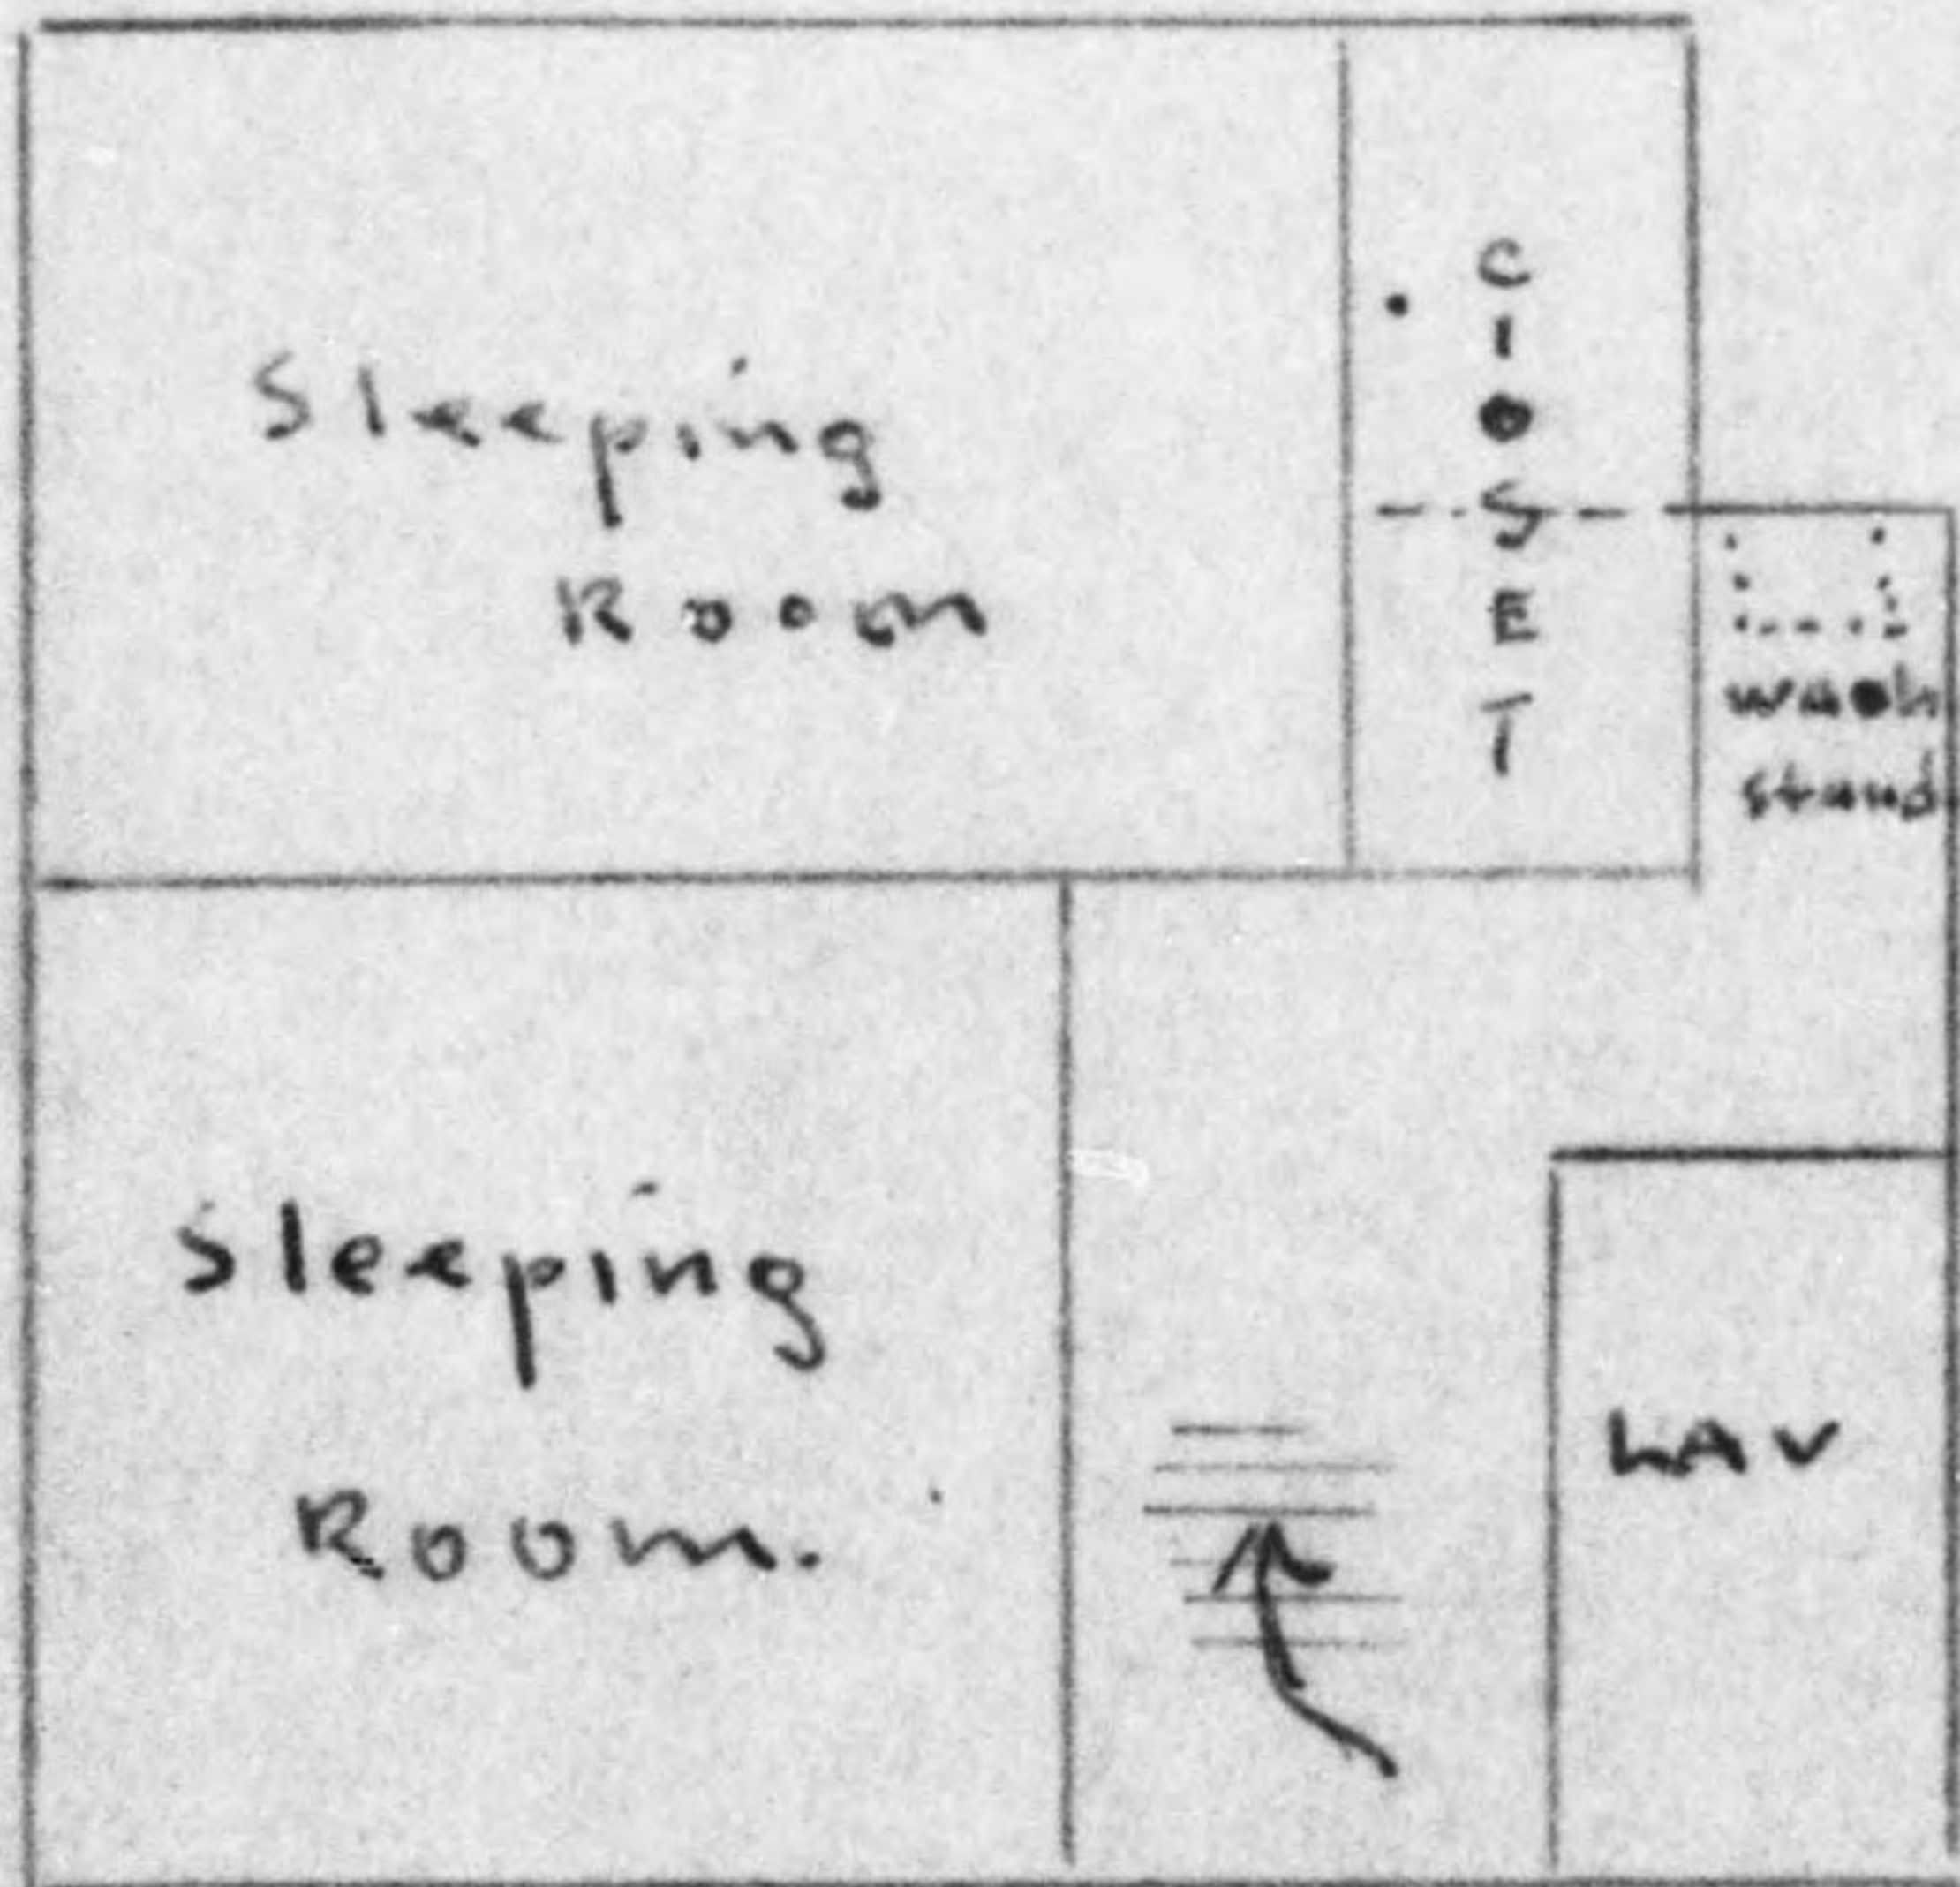 Sleeping
Room
CLOSET
wash
stand
Sleeping
Room.
LAV